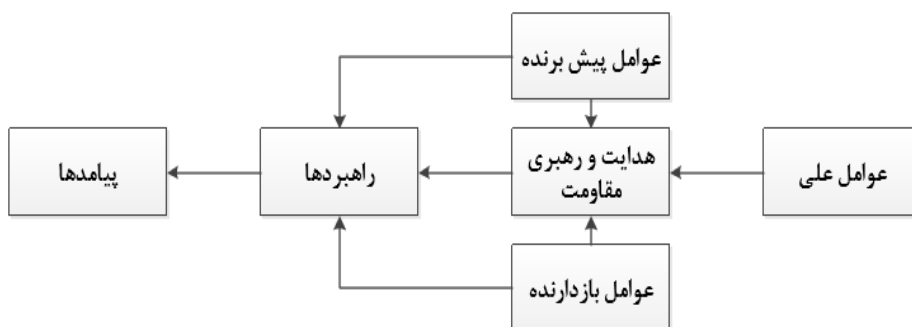 عوامل پیش برنده
عوامل علی
هدایت و رهبری
مقاومت
راهبردها
پیامدها
عوامل بازدارنده